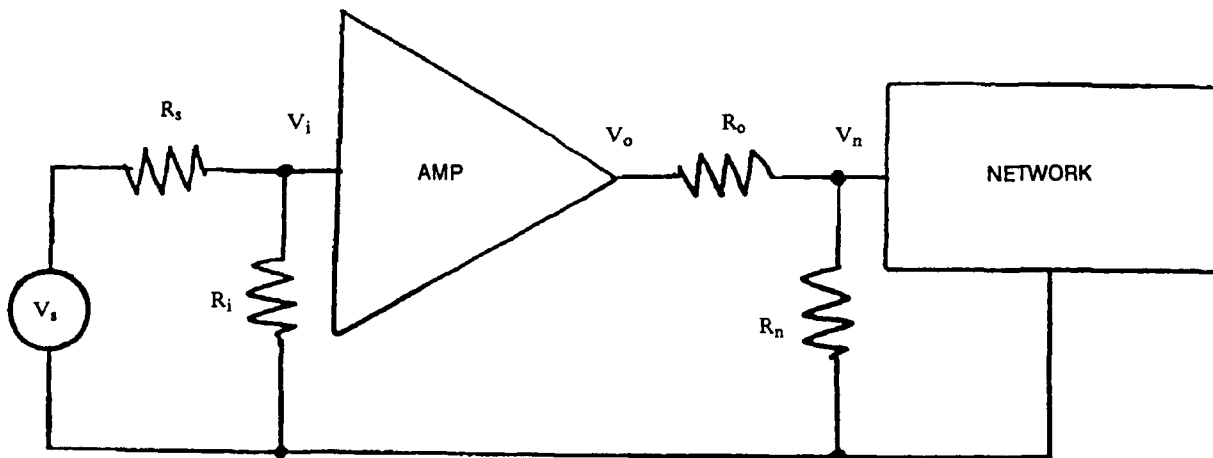 R_s
V_i
AMP
V_o
R_o
V_n
NETWORK
V_s
R_i
R_n